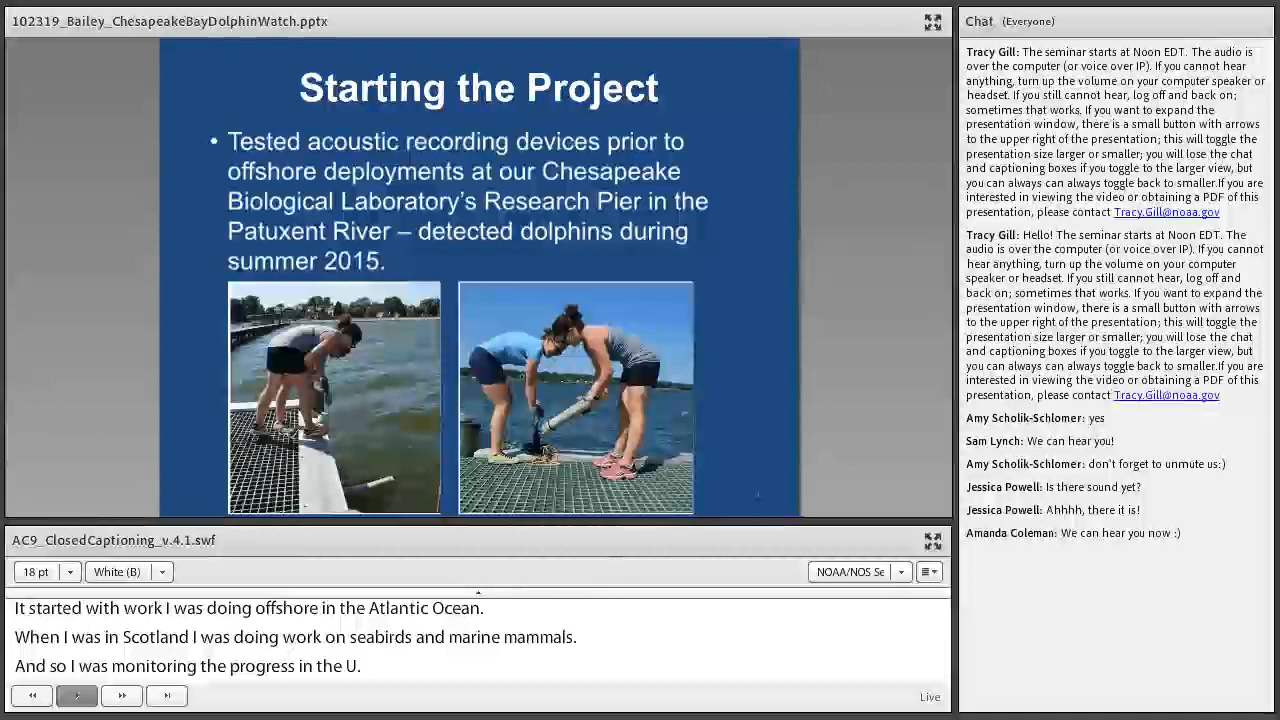 102319_Bailey_ChesapeakeBayDolphinWatch.pptx
Starting the Project
• Tested acoustic recording devices prior to
offshore deployments at our Chesapeake
Biological Laboratory's Research Pier in the
Patuxent River – detected dolphins during
summer 2015.
AC9_ClosedCaptioning_v.4.1.swf
18 pt
White (B)
NOAA/NOS Se
It started with work I was doing offshore in the Atlantic Ocean.
When I was in Scotland I was doing work on seabirds and marine mammals.
And so I was monitoring the progress in the U.
Live
Chat (Everyone)
Tracy Gill: The seminar starts at Noon EDT. The audio is
over the computer (or voice over IP). If you cannot hear
anything, turn up the volume on your computer speaker or
headset. If you still cannot hear, log off and back on;
sometimes that works. If you want to expand the
presentation window, there is a small button with arrows
to the upper right of the presentation; this will toggle the
presentation size larger or smaller; you will lose the chat
and captioning boxes if you toggle to the larger view, but
you can always can always toggle back to smaller.If you are
interested in viewing the video or obtaining a PDF of this
presentation, please contact Tracy.Gill@noaa.gov
Tracy Gill: Hello! The seminar starts at Noon EDT. The
audio is over the computer (or voice over IP). If you cannot
hear anything, turn up the volume on your computer
speaker or headset. If you still cannot hear, log off and
back on; sometimes that works. If you want to expand the
presentation window, there is a small button with arrows
to the upper right of the presentation; this will toggle the
presentation size larger or smaller; you will lose the chat
and captioning boxes if you toggle to the larger view, but
you can always can always toggle back to smaller.If you are
interested in viewing the video or obtaining a PDF of this
presentation, please contact Tracy.Gill@noaa.gov
Amy Scholik-Schlomer: yes
Sam Lynch: We can hear you!
Amy Scholik-Schlomer: don't forget to unmute us:)
Jessica Powell: Is there sound yet?
Jessica Powell: Ahhhh, there it is!
Amanda Coleman: We can hear you now :)